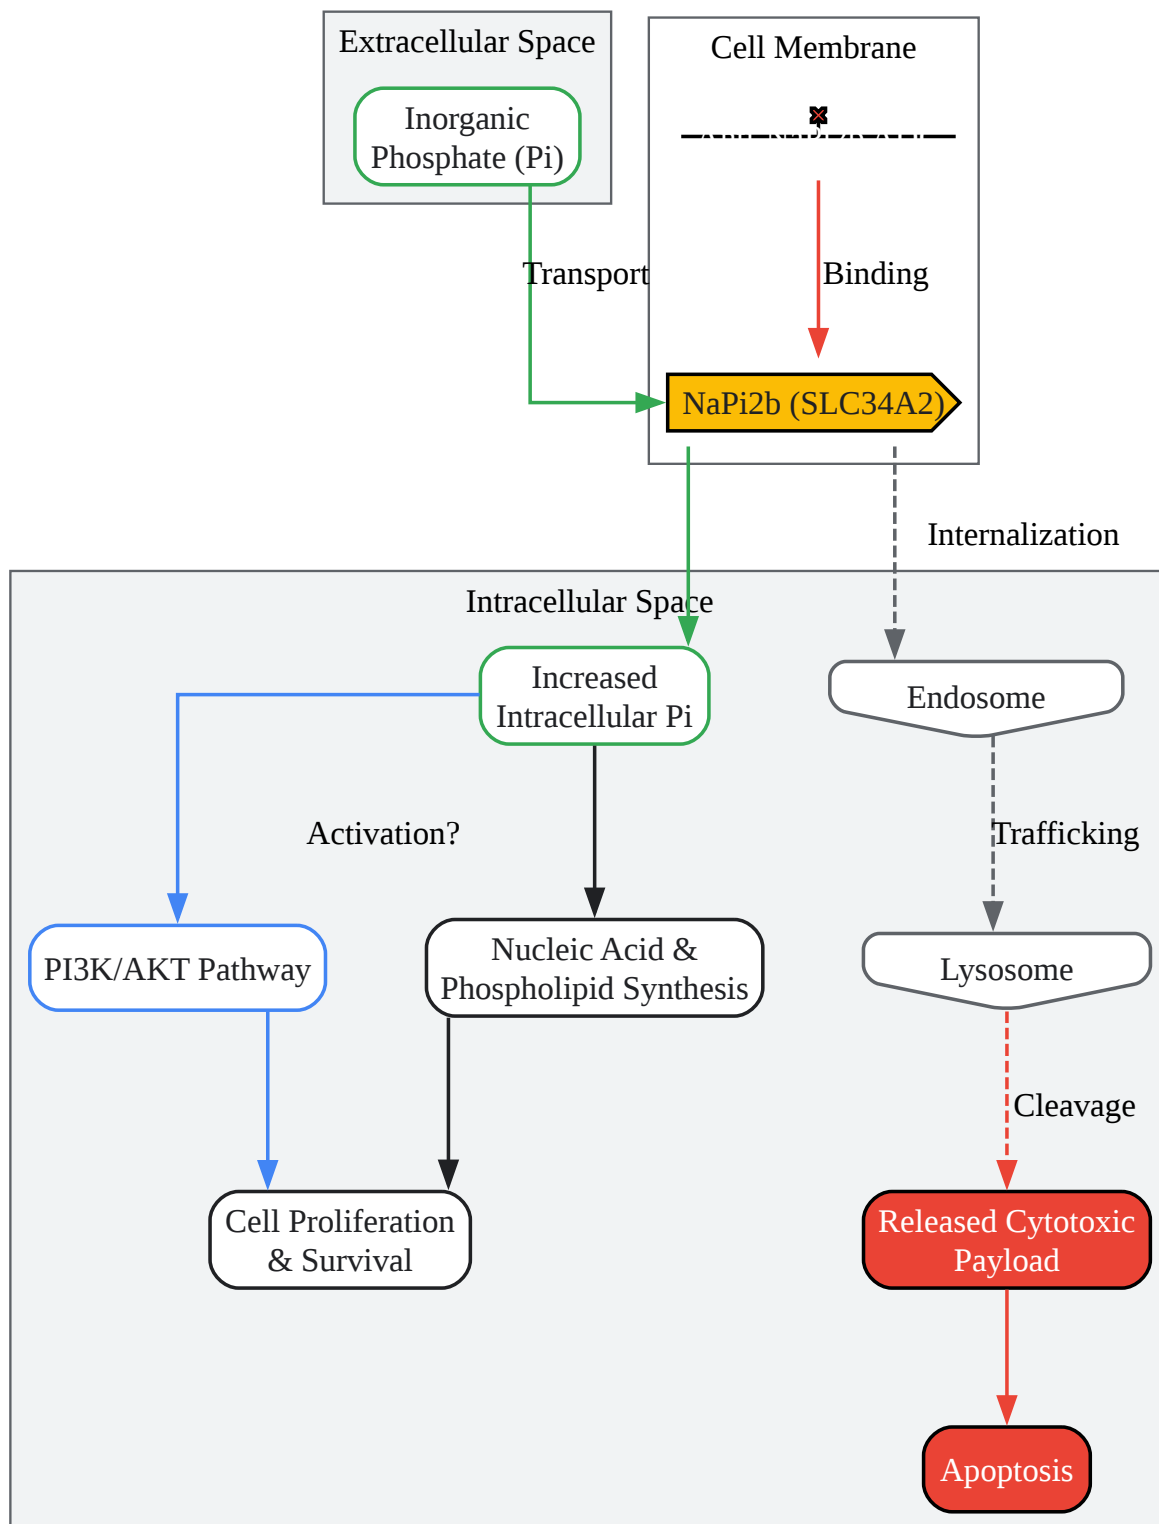 Extracellular Space
Cell Membrane
Inorganic
Phosphate (Pi)
Transport
Binding
NaPi2b (SLC34A2)
Internalization
Intracellular Space
Increased
Intracellular Pi
Endosome
Activation?
Trafficking
PI3K/AKT Pathway
Nucleic Acid &
Phospholipid Synthesis
Lysosome
Cleavage
Cell Proliferation
& Survival
Released Cytotoxic
Payload
Apoptosis